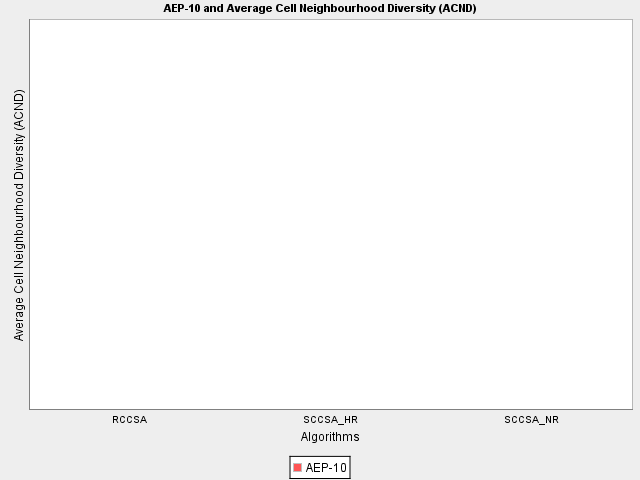 AEP-10 and Average Cell Neighbourhood Diversity (ACND)
Average Cell Neighbourhood Diversity (ACND)
RCCSA
SCCSA_HR
SCCSA_NR
Algorithms
AEP-10